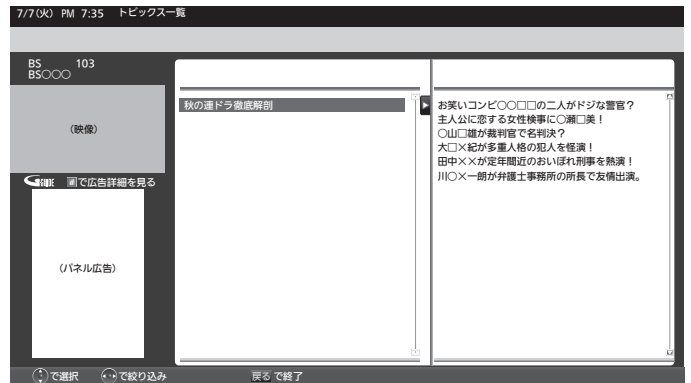 7/7(火) PM 7:35 トピックス一覧
BS 103
BS○○○
(映像)
G GUIDE dで広告詳細を見る
(パネル広告)
秋の連ドラ徹底解剖
お笑いコンビ○○□□の二人がドジな警官？
主人公に恋する女性検事に○瀬□美！
○山□雄が裁判官で名判決？
大□×紀が多重人格の犯人を怪演！
田中××が定年間近のおいぼれ刑事を熱演！
川○×一朗が弁護士事務所の所長で友情出演。
で選択 で絞り込み 戻る で終了